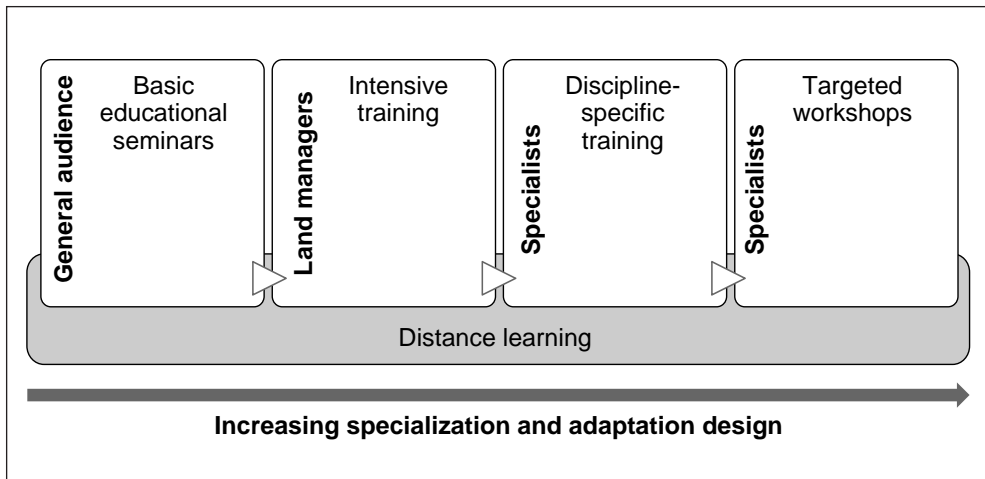 General audience
Basic
educational
seminars
Land managers
Intensive
training
Specialists
Discipline-
specific
training
Specialists
Targeted
workshops
Distance learning
Increasing specialization and adaptation design